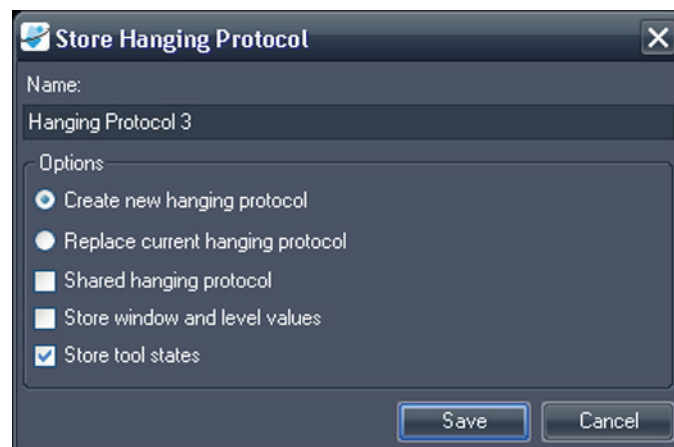 Store Hanging Protocol
Name:
Hanging Protocol 3
Options
Create new hanging protocol
Replace current hanging protocol
Shared hanging protocol
Store window and level values
Store tool states
Save Cancel